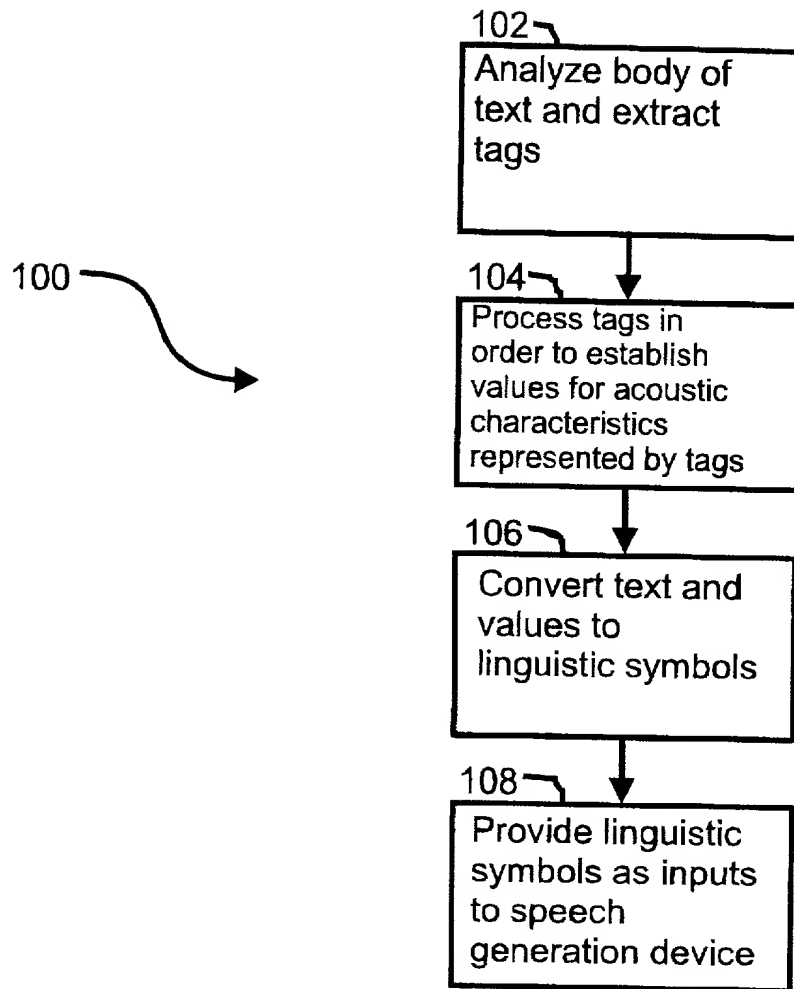 102
Analyze body of
text and extract
tags
100
104
Process tags in
order to establish
values for acoustic
characteristics
represented by tags
106
Convert text and
values to
linguistic symbols
108
Provide linguistic
symbols as inputs
to speech
generation device